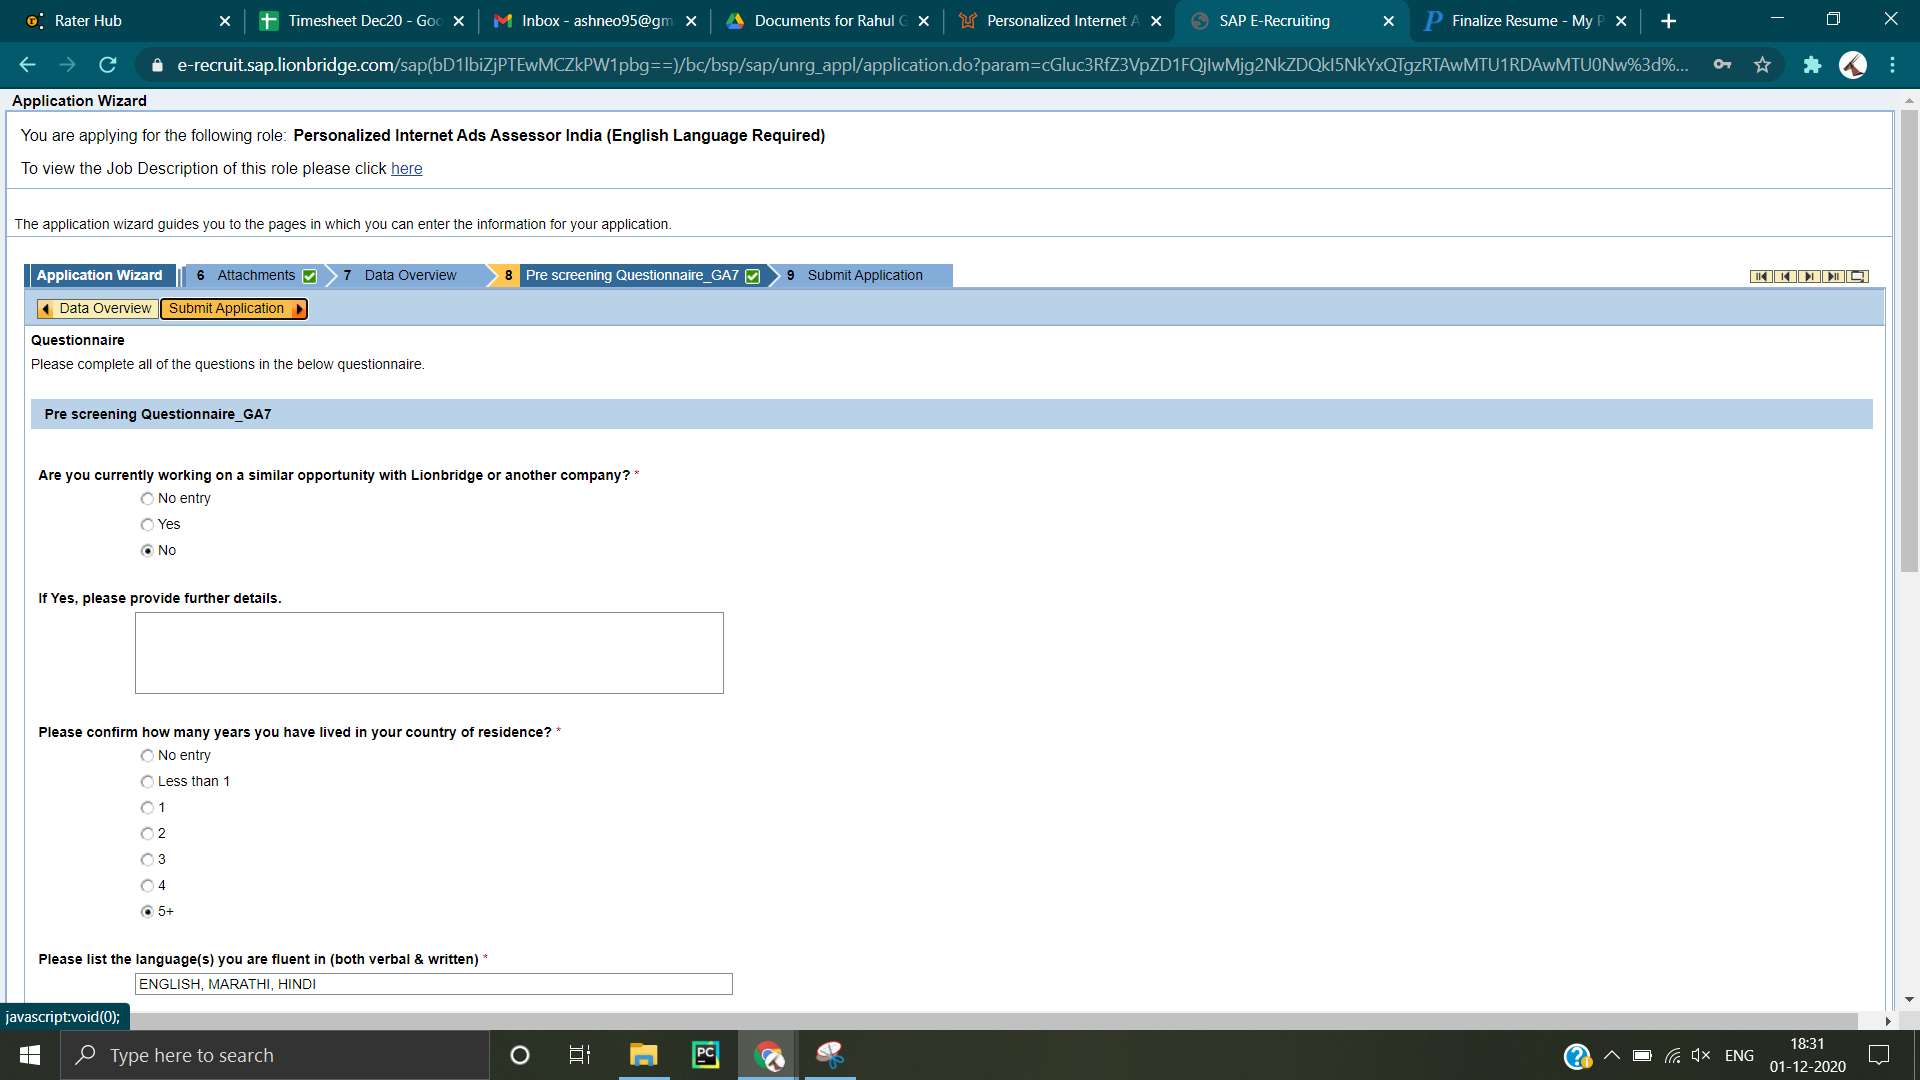 Rater Hub
Timesheet Dec20 - Goo
Inbox - ashneo95@gm
Documents for Rahul G
Personalized Internet A
SAP E-Recruiting
Finalize Resume - My P
e-recruit.sap.lionbridge.com/sap(bD1lbiZjPTEwMCZkPW1pbg==)/bc/bsp/sap/unrg_appl/application.do?param=cGluc3RfZ3VpZD1FQjIwMjg2NkZDQkI5NkYxQTgzRTAwMTU1RDAwMTU0Nw%3d%...
Application Wizard
You are applying for the following role: Personalized Internet Ads Assessor India (English Language Required)
To view the Job Description of this role please click here
The application wizard guides you to the pages in which you can enter the information for your application.
Application Wizard 6 Attachments 7 Data Overview 8 Pre screening Questionnaire_GA7 9 Submit Application
Data Overview Submit Application
Questionnaire
Please complete all of the questions in the below questionnaire.
Pre screening Questionnaire_GA7
Are you currently working on a similar opportunity with Lionbridge or another company? *
No entry
Yes
No
If Yes, please provide further details.
Please confirm how many years you have lived in your country of residence? *
No entry
Less than 1
1
2
3
4
5+
Please list the language(s) you are fluent in (both verbal & written) *
ENGLISH, MARATHI, HINDI
javascript:void(0);
Type here to search
PC
ENG
18:31
01-12-2020